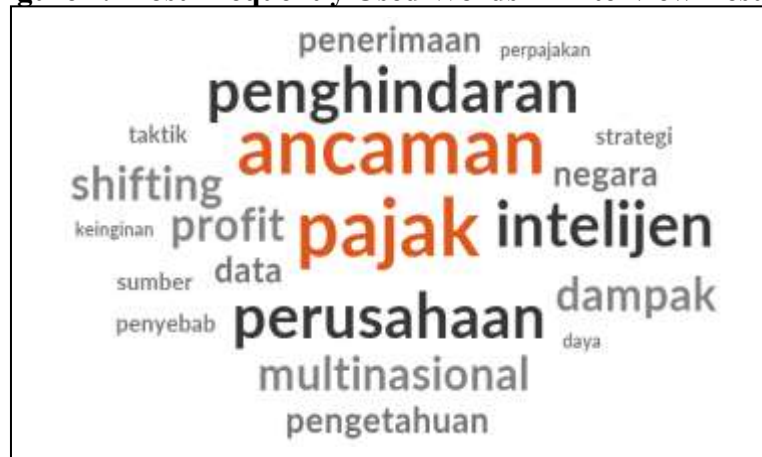 penerimaan perpajakan
penghindaran
taktik ancaman strategi
shifting negara
keinginan profit pajak intelijen
sumber data
penyebab perusahaan dampak
daya
multinasional
pengetahuan